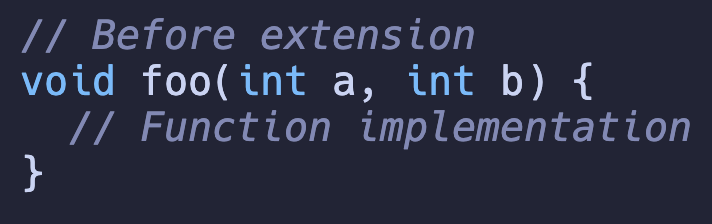 // Before extension
void foo(int a, int b) {
  // Function implementation
}